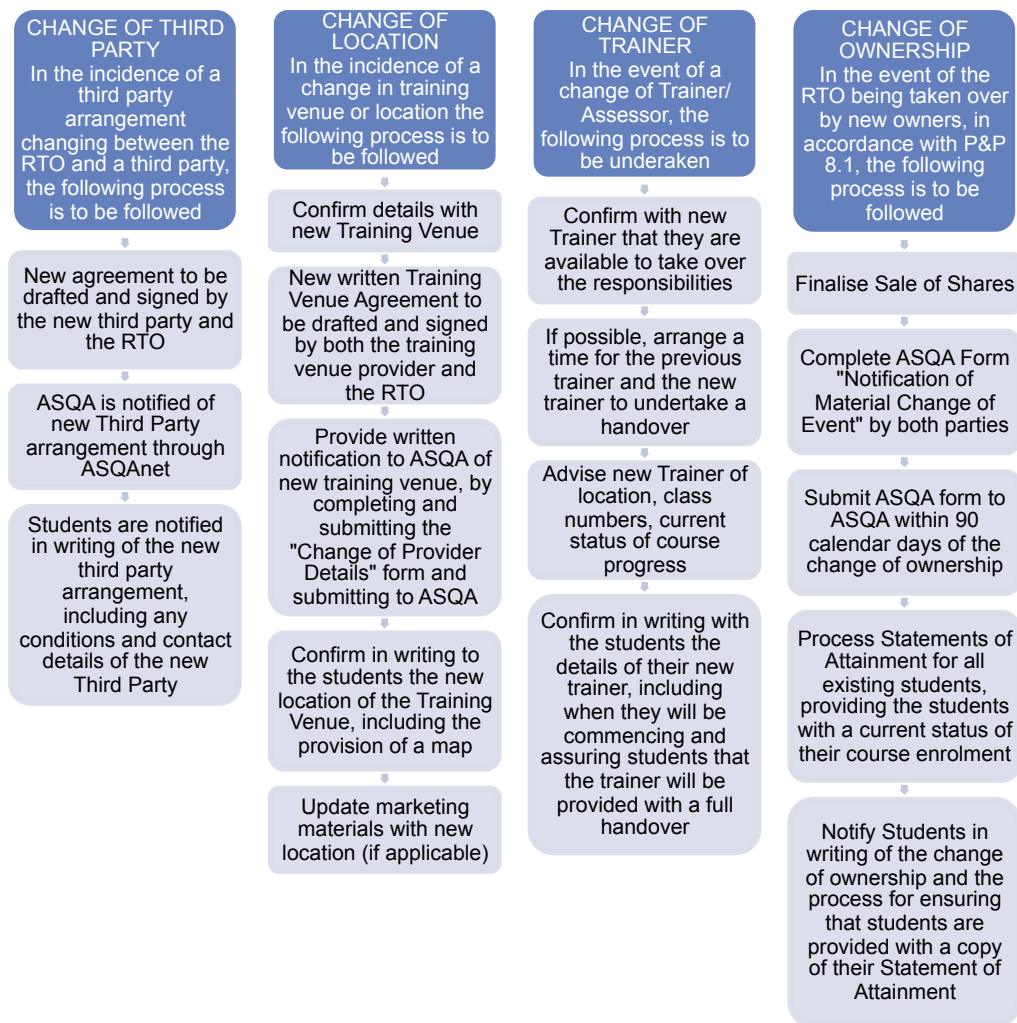 CHANGE OF THIRD
PARTY
In the incidence of a
third party
arrangement
changing between the
RTO and a third party,
the following process
is to be followed
New agreement to be
drafted and signed by
the new third party and
the RTO
ASQA is notified of
new Third Party
arrangement through
ASQAnet
Students are notified
in writing of the new
third party
arrangement,
including any
conditions and contact
details of the new
Third Party
CHANGE OF
LOCATION
In the incidence of a
change in training
venue or location the
following process is to
be followed
Confirm details with
new Training Venue
New written Training
Venue Agreement to
be drafted and signed
by both the training
venue provider and
the RTO
Provide written
notification to ASQA of
new training venue, by
completing and
submitting the
"Change of Provider
Details" form and
submitting to ASQA
Confirm in writing to
the students the new
location of the Training
Venue, including the
provision of a map
Update marketing
materials with new
location (if applicable)
CHANGE OF
TRAINER
In the event of a
change of Trainer/
Assessor, the
following process is to
be underaken
Confirm with new
Trainer that they are
available to take over
the responsibilities
If possible, arrange a
time for the previous
trainer and the new
trainer to undertake a
handover
Advise new Trainer of
location, class
numbers, current
status of course
progress
Confirm in writing with
the students the
details of their new
trainer, including
when they will be
commencing and
assuring students that
the trainer will be
provided with a full
handover
CHANGE OF
OWNERSHIP
In the event of the
RTO being taken over
by new owners, in
accordance with P&P
8.1, the following
process is to be
followed
Finalise Sale of Shares
Complete ASQA Form
"Notification of
Material Change of
Event" by both parties
Submit ASQA form to
ASQA within 90
calendar days of the
change of ownership
Process Statements of
Attainment for all
existing students,
providing the students
with a current status of
their course enrolment
Notify Students in
writing of the change
of ownership and the
process for ensuring
that students are
provided with a copy
of their Statement of
Attainment